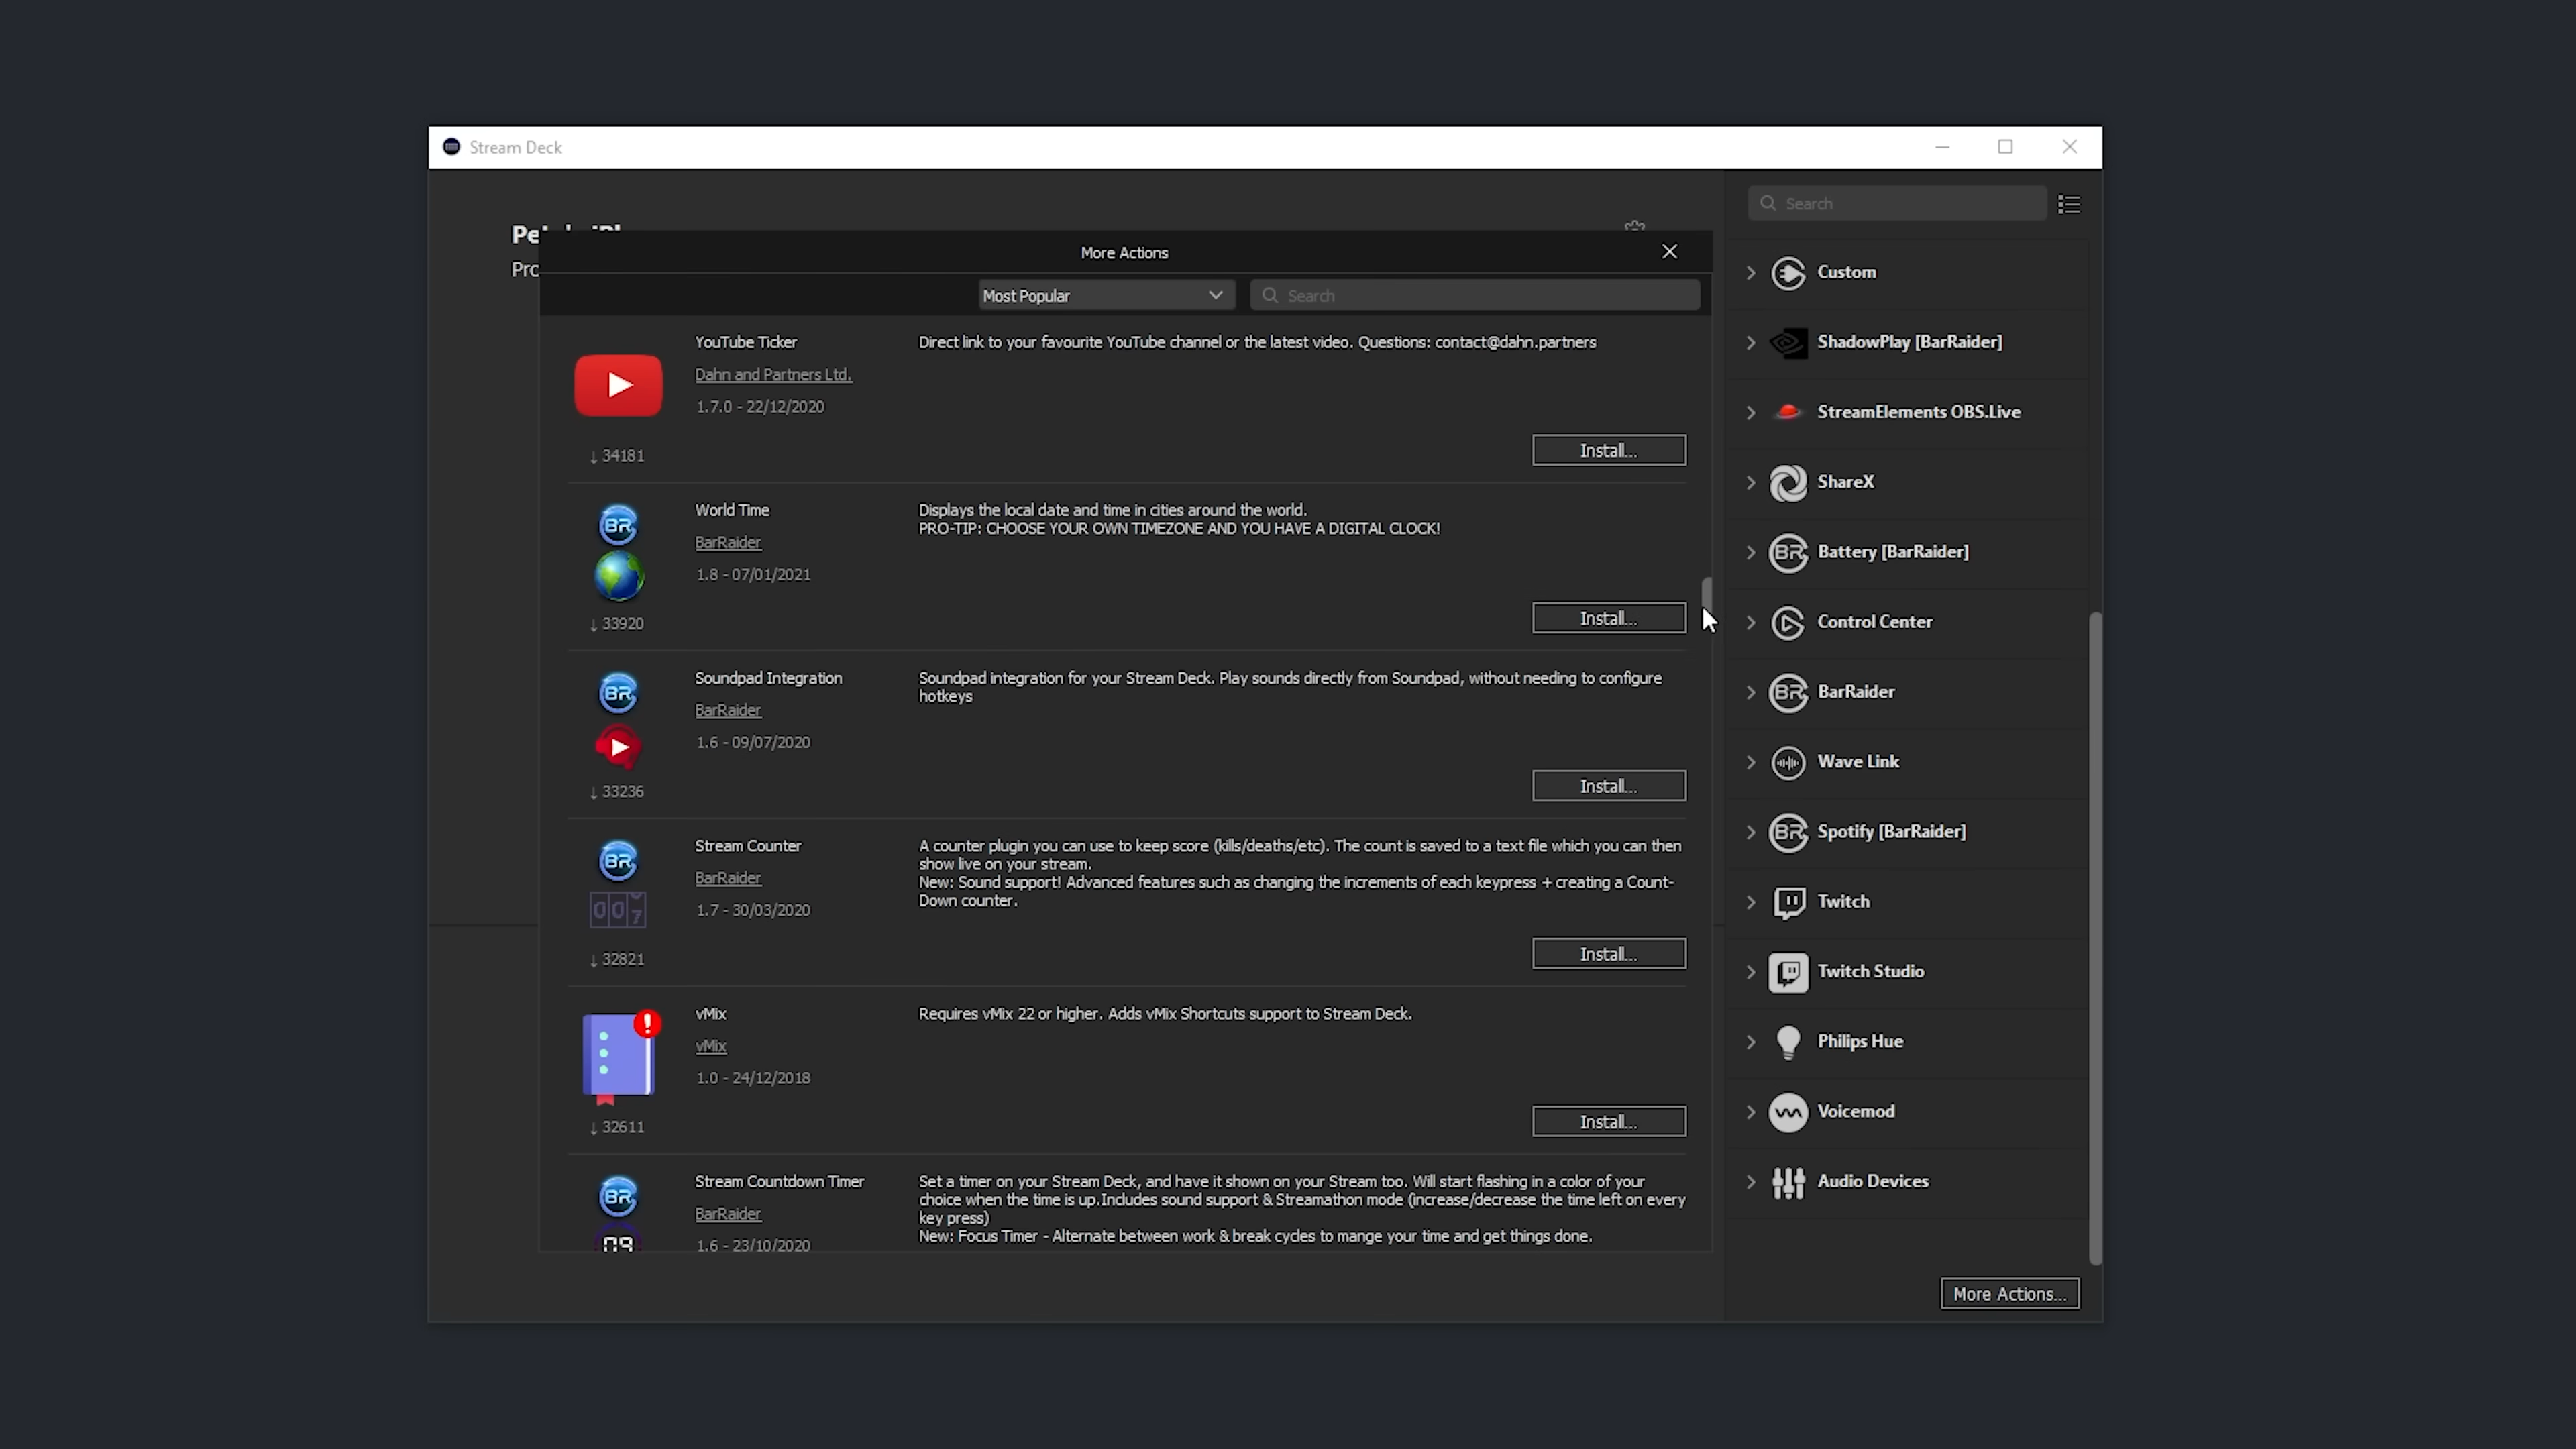 Stream Deck
Search
Pro
More Actions
Most Popular
Search
YouTube Ticker
Direct link to your favourite YouTube channel or the latest video. Questions: contact@dahn.partners
Dahn and Partners Ltd.
1.7.0 - 22/12/2020
↓ 34181
Install...
BR
World Time
Displays the local date and time in cities around the world.
PRO-TIP: CHOOSE YOUR OWN TIMEZONE AND YOU HAVE A DIGITAL CLOCK!
BarRaider
1.8 - 07/01/2021
↓ 33920
Install...
BR
Soundpad Integration
Soundpad integration for your Stream Deck. Play sounds directly from Soundpad, without needing to configure
hotkeys
BarRaider
1.6 - 09/07/2020
↓ 33236
Install...
BR
Stream Counter
A counter plugin you can use to keep score (kills/deaths/etc). The count is saved to a text file which you can then
show live on your stream.
New: Sound support! Advanced features such as changing the increments of each keypress + creating a Count-
Down counter.
BarRaider
1.7 - 30/03/2020
007
↓ 32821
Install...
vMix
Requires vMix 22 or higher. Adds vMix Shortcuts support to Stream Deck.
vMix
1.0 - 24/12/2018
↓ 32611
Install...
BR
Stream Countdown Timer
Set a timer on your Stream Deck, and have it shown on your Stream too. Will start flashing in a color of your
choice when the time is up.Includes sound support & Streamathon mode (increase/decrease the time left on every
key press)
New: Focus Timer - Alternate between work & break cycles to mange your time and get things done.
BarRaider
1.6 - 23/10/2020
09
Custom
ShadowPlay [BarRaider]
StreamElements OBS.Live
ShareX
BR Battery [BarRaider]
Control Center
BR BarRaider
Wave Link
BR Spotify [BarRaider]
Twitch
Twitch Studio
Philips Hue
Voicemod
Audio Devices
More Actions...